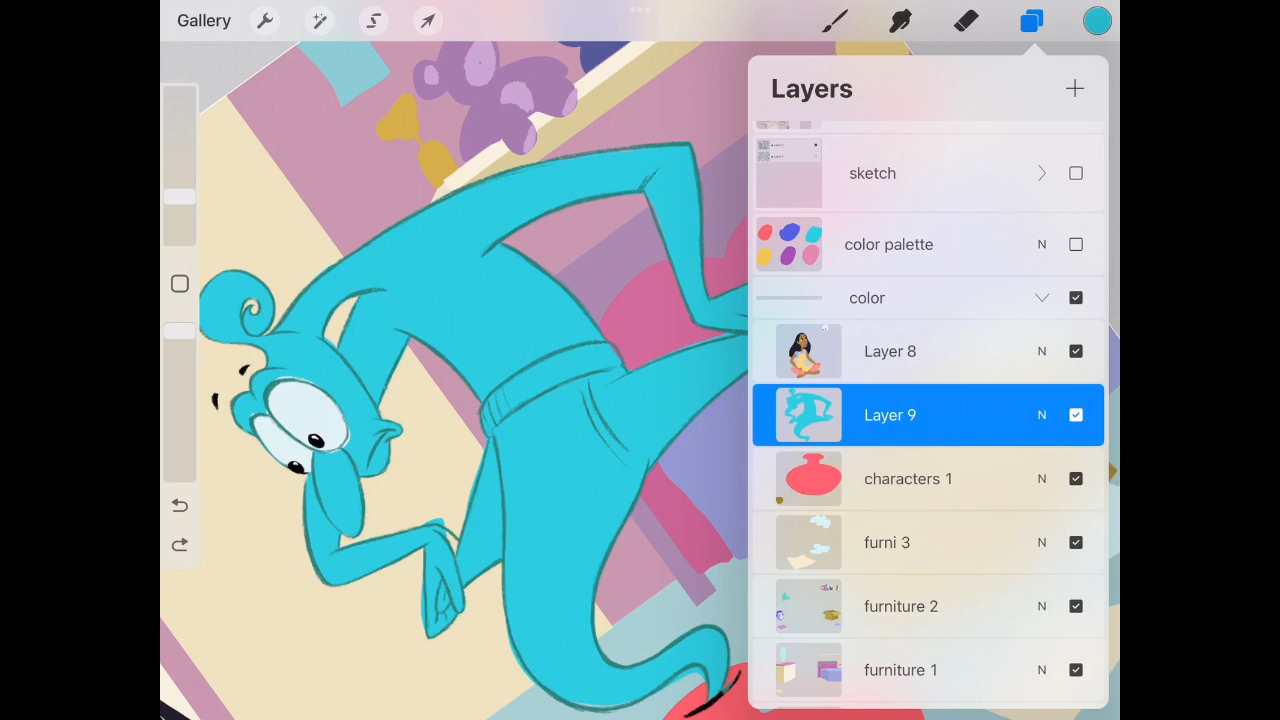 Gallery
Layers
sketch
color palette N
color
Layer 8 N
Layer 9 N
characters 1 N
furni 3 N
furniture 2 N
furniture 1 N